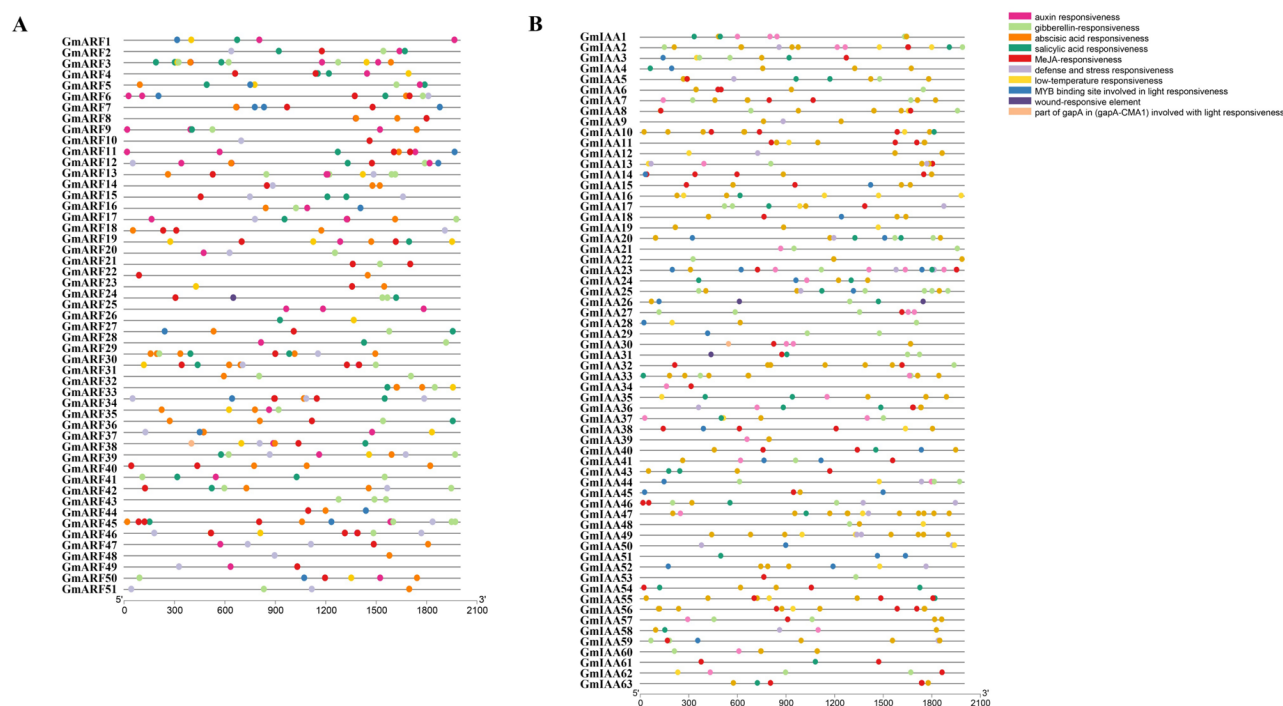 A
GmARF1
GmARF2
GmARF3
GmARF4
GmARF5
GmARF6
GmARF7
GmARF8
GmARF9
GmARF10
GmARF11
GmARF12
GmARF13
GmARF14
GmARF15
GmARF16
GmARF17
GmARF18
GmARF19
GmARF20
GmARF21
GmARF22
GmARF23
GmARF24
GmARF25
GmARF26
GmARF27
GmARF28
GmARF29
GmARF30
GmARF31
GmARF32
GmARF33
GmARF34
GmARF35
GmARF36
GmARF37
GmARF38
GmARF39
GmARF40
GmARF41
GmARF42
GmARF43
GmARF44
GmARF45
GmARF46
GmARF47
GmARF48
GmARF49
GmARF50
GmARF51
5' 3'
0 300 600 900 1200 1500 1800 2100
B
GmIAA1
GmIAA2
GmIAA3
GmIAA4
GmIAA5
GmIAA6
GmIAA7
GmIAA8
GmIAA9
GmIAA10
GmIAA11
GmIAA12
GmIAA13
GmIAA14
GmIAA15
GmIAA16
GmIAA17
GmIAA18
GmIAA19
GmIAA20
GmIAA21
GmIAA22
GmIAA23
GmIAA24
GmIAA25
GmIAA26
GmIAA27
GmIAA28
GmIAA29
GmIAA30
GmIAA31
GmIAA32
GmIAA33
GmIAA34
GmIAA35
GmIAA36
GmIAA37
GmIAA38
GmIAA39
GmIAA40
GmIAA41
GmIAA43
GmIAA44
GmIAA45
GmIAA46
GmIAA47
GmIAA48
GmIAA49
GmIAA50
GmIAA51
GmIAA52
GmIAA53
GmIAA54
GmIAA55
GmIAA56
GmIAA57
GmIAA58
GmIAA59
GmIAA60
GmIAA61
GmIAA62
GmIAA63
5' 3'
0 300 600 900 1200 1500 1800 2100
auxin responsiveness
gibberellin-responsiveness
abscisic acid responsiveness
salicylic acid responsiveness
MeJA-responsiveness
defense and stress responsiveness
low-temperature responsiveness
MYB binding site involved in light responsiveness
wound-responsive element
part of gapA in (gapA-CMA1) involved with light responsiveness